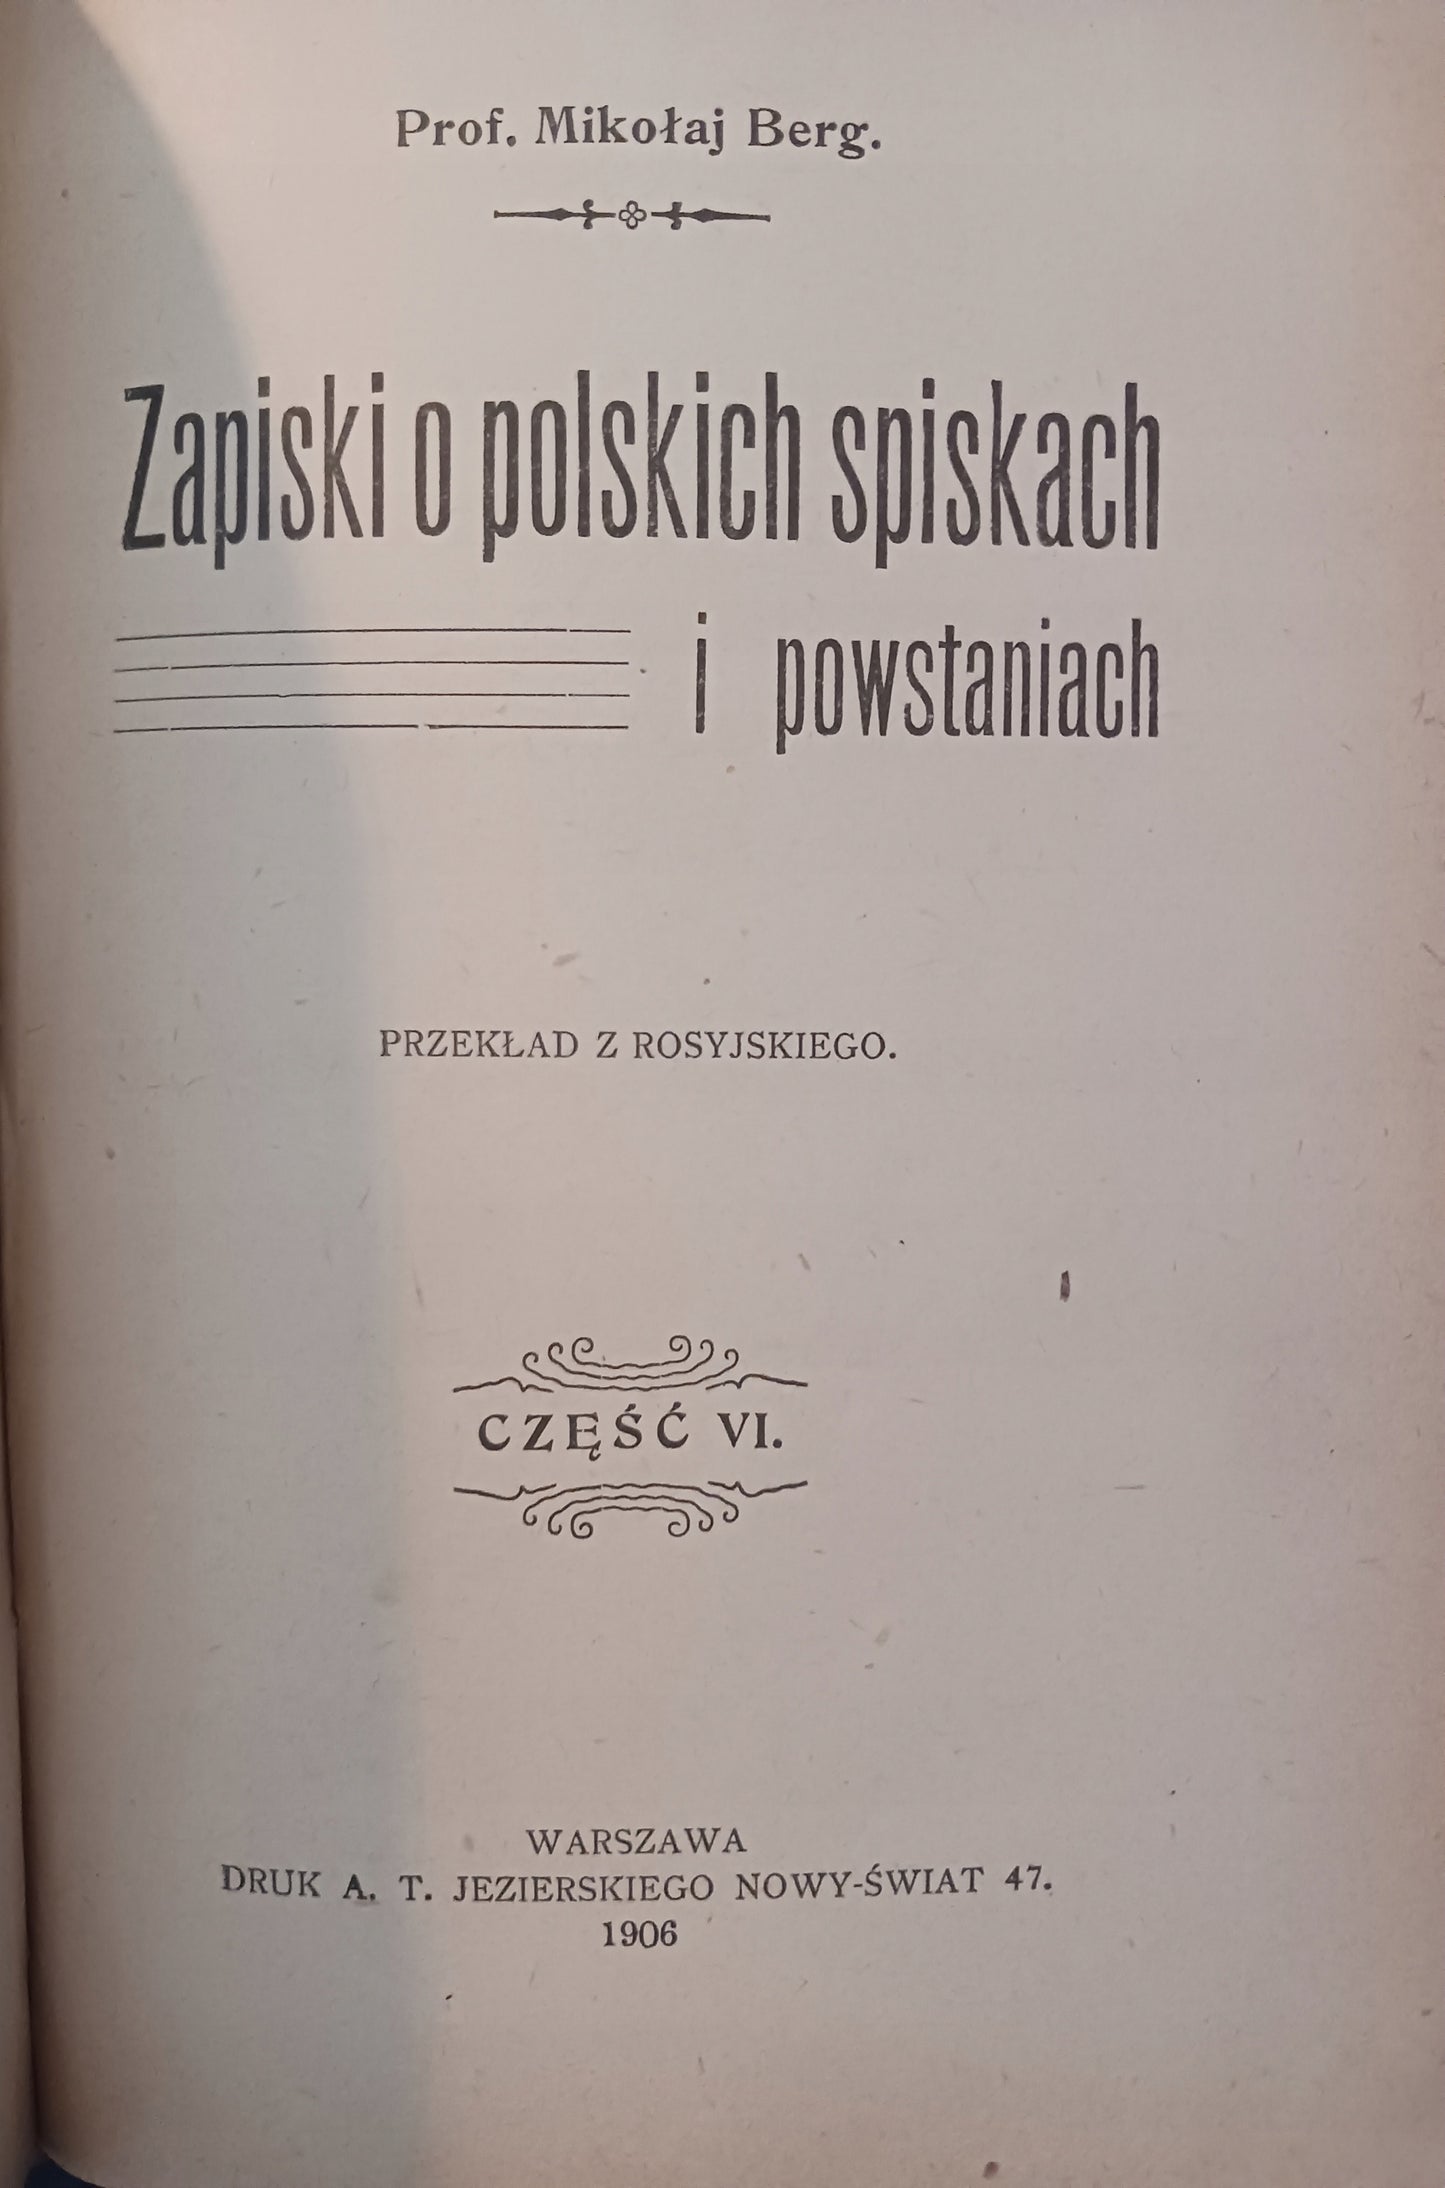 Prof. Mikołaj Berg.
Zapiski o polskich spiskach
i powstaniach
PRZEKŁAD Z ROSYJSKIEGO.
CZĘŚĆ VI.
WARSZAWA
DRUK A. T. JEZIERSKIEGO NOWY-ŚWIAT 47.
1906